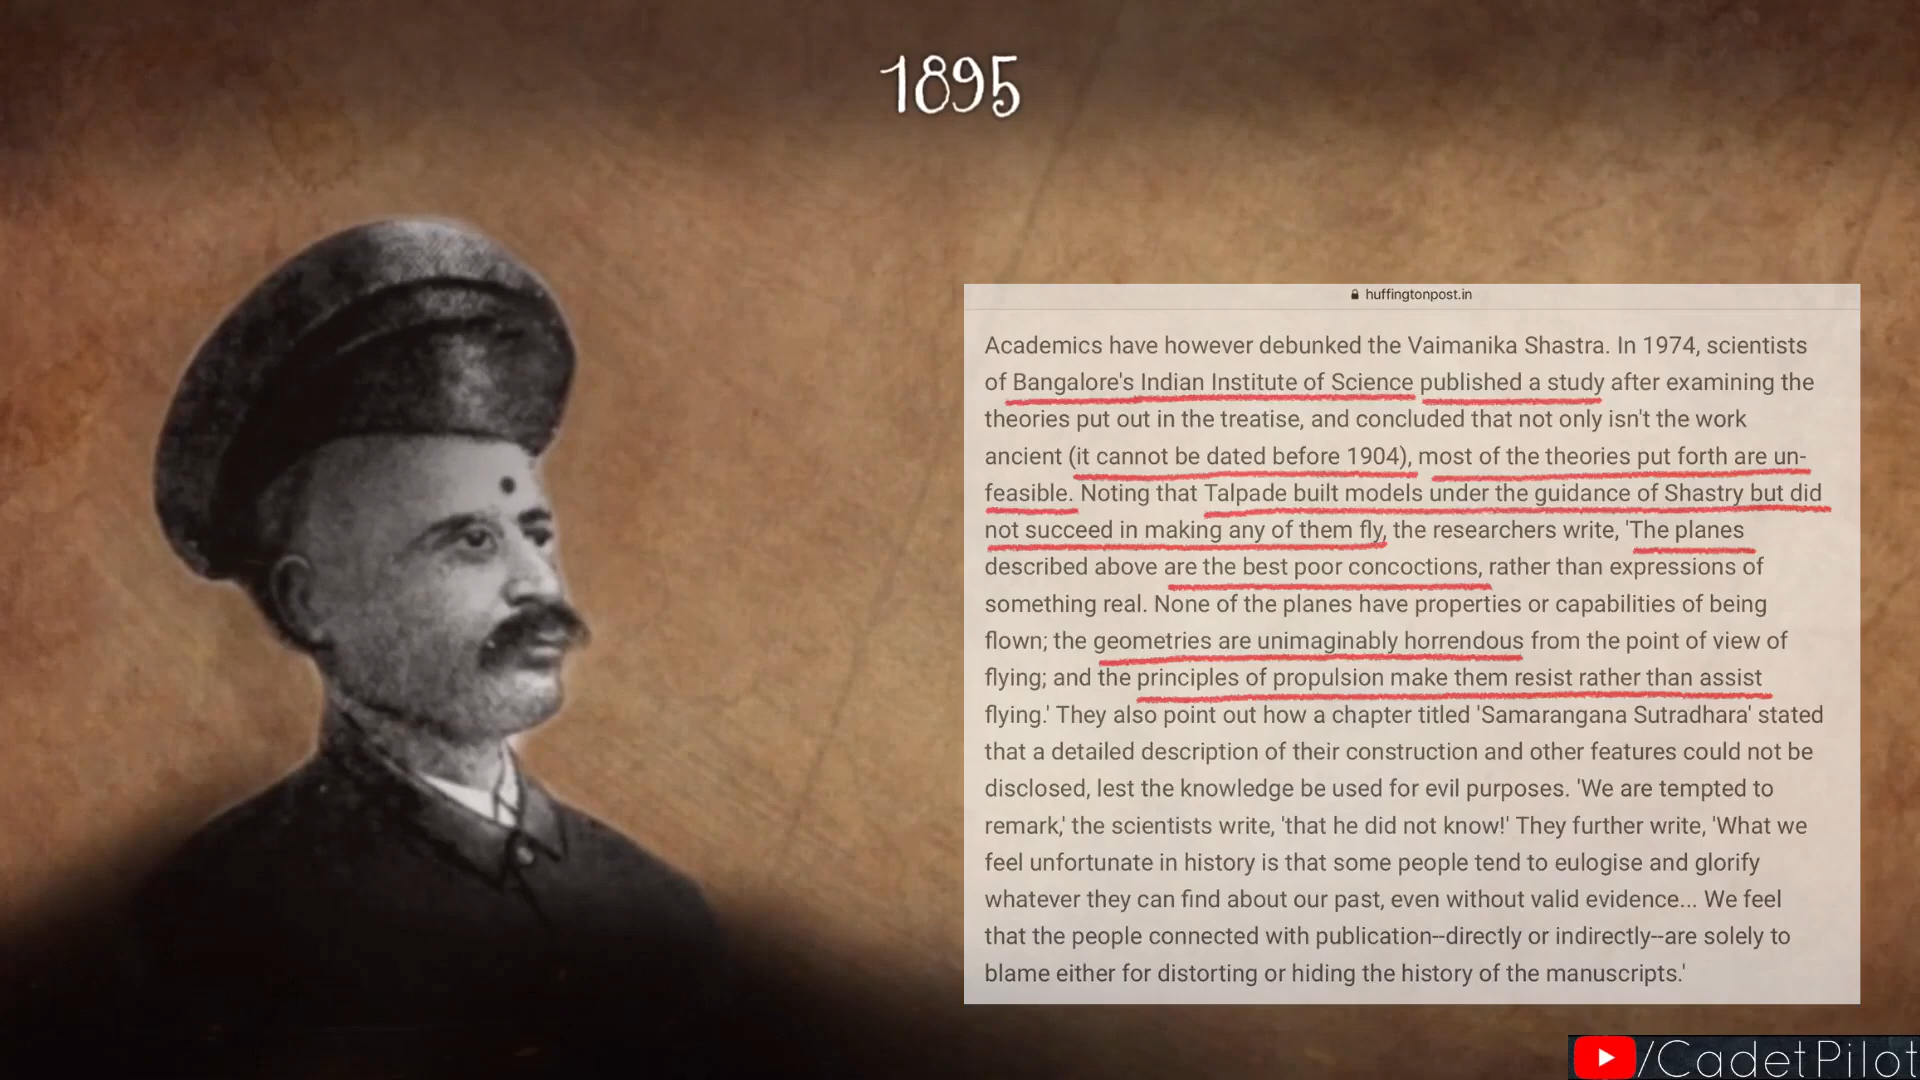 1895
huffingtonpost.in
Academics have however debunked the Vaimanika Shastra. In 1974, scientists
of Bangalore's Indian Institute of Science published a study after examining the
theories put out in the treatise, and concluded that not only isn't the work
ancient (it cannot be dated before 1904), most of the theories put forth are un-
feasible. Noting that Talpade built models under the guidance of Shastry but did
not succeed in making any of them fly, the researchers write, 'The planes
described above are the best poor concoctions, rather than expressions of
something real. None of the planes have properties or capabilities of being
flown; the geometries are unimaginably horrendous from the point of view of
flying; and the principles of propulsion make them resist rather than assist
flying.' They also point out how a chapter titled 'Samarangana Sutradhara' stated
that a detailed description of their construction and other features could not be
disclosed, lest the knowledge be used for evil purposes. 'We are tempted to
remark,' the scientists write, 'that he did not know!' They further write, 'What we
feel unfortunate in history is that some people tend to eulogise and glorify
whatever they can find about our past, even without valid evidence... We feel
that the people connected with publication--directly or indirectly--are solely to
blame either for distorting or hiding the history of the manuscripts.'
/CadetPilot